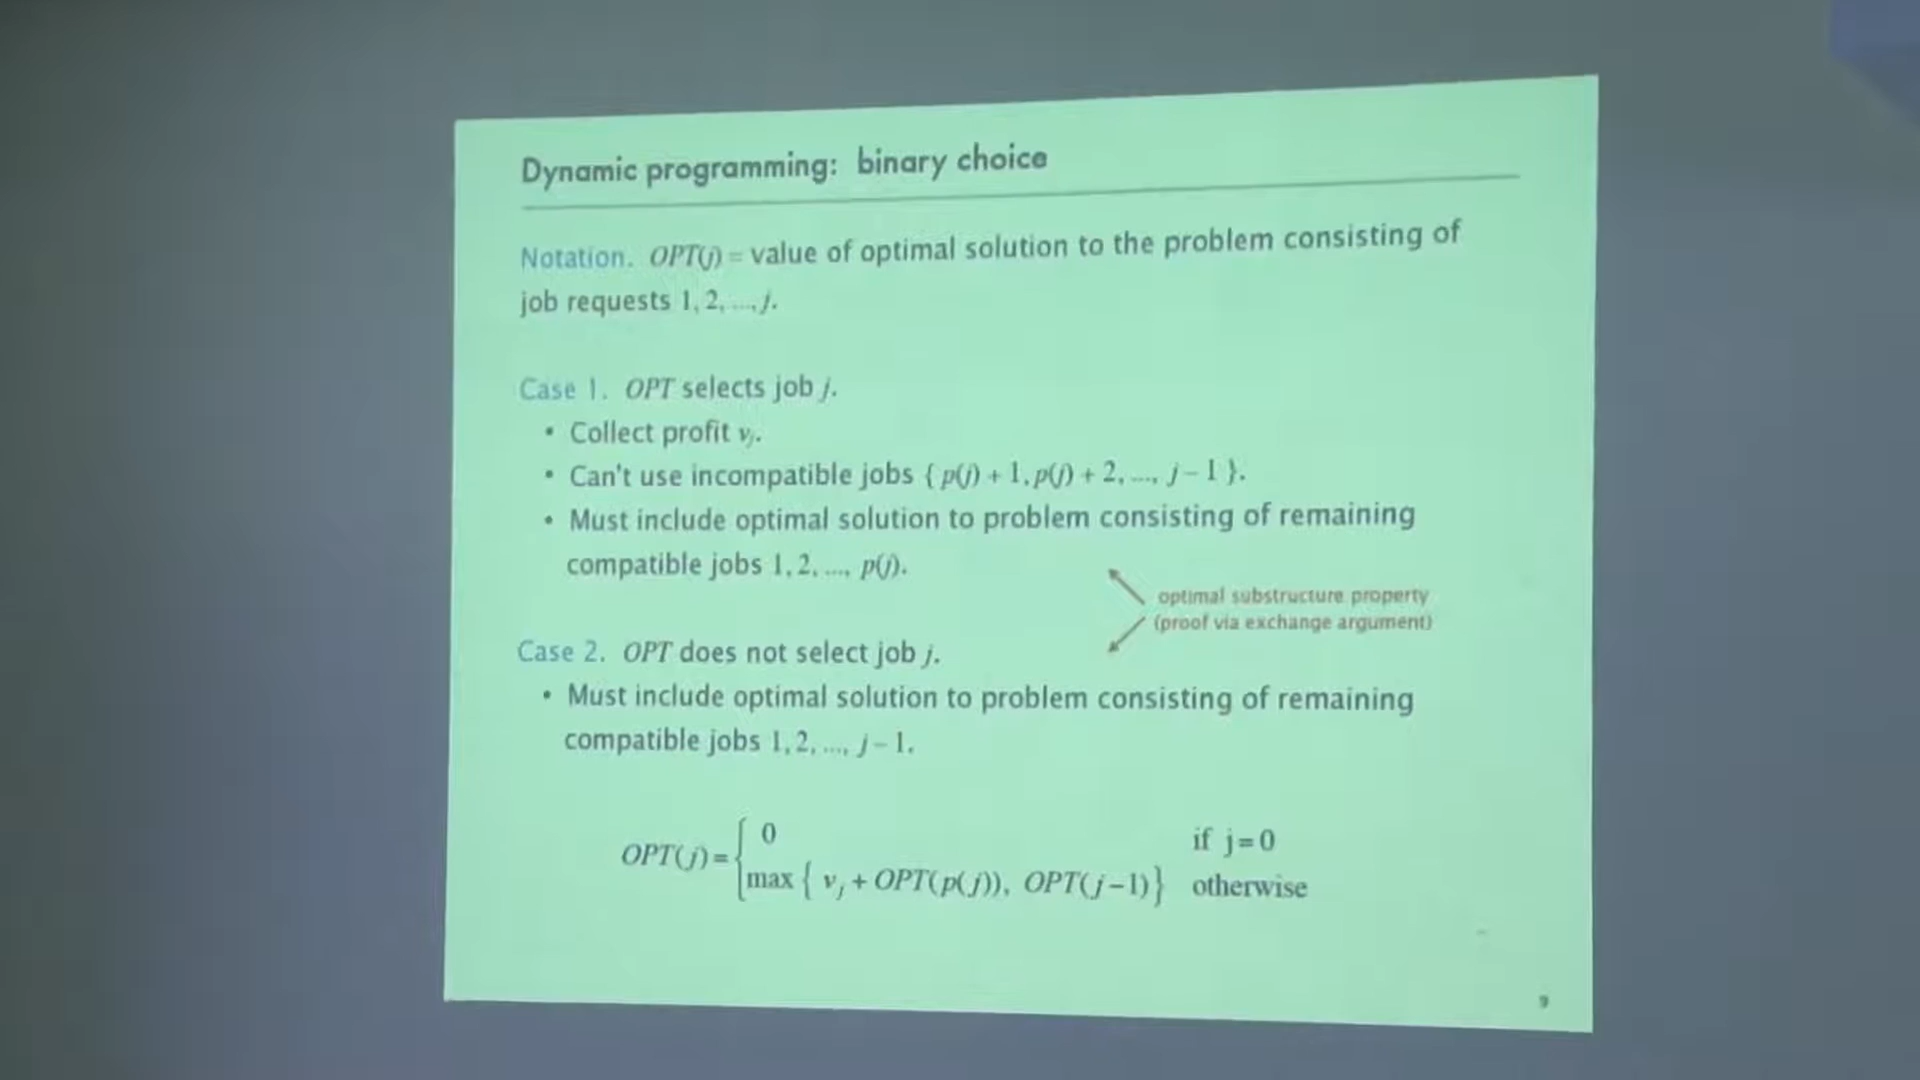 Dynamic programming: binary choice
Notation. OPT(j) = value of optimal solution to the problem consisting of
job requests 1, 2, ..., j.
Case 1. OPT selects job j.
• Collect profit vj.
• Can't use incompatible jobs { p(j) + 1, p(j) + 2, ..., j – 1 }.
• Must include optimal solution to problem consisting of remaining
compatible jobs 1, 2, ..., p(j).
optimal substructure property
(proof via exchange argument)
Case 2. OPT does not select job j.
• Must include optimal solution to problem consisting of remaining
compatible jobs 1, 2, ..., j – 1.
OPT(j) = { 0 if j=0
max { vj + OPT(p(j)), OPT(j–1)} otherwise
9